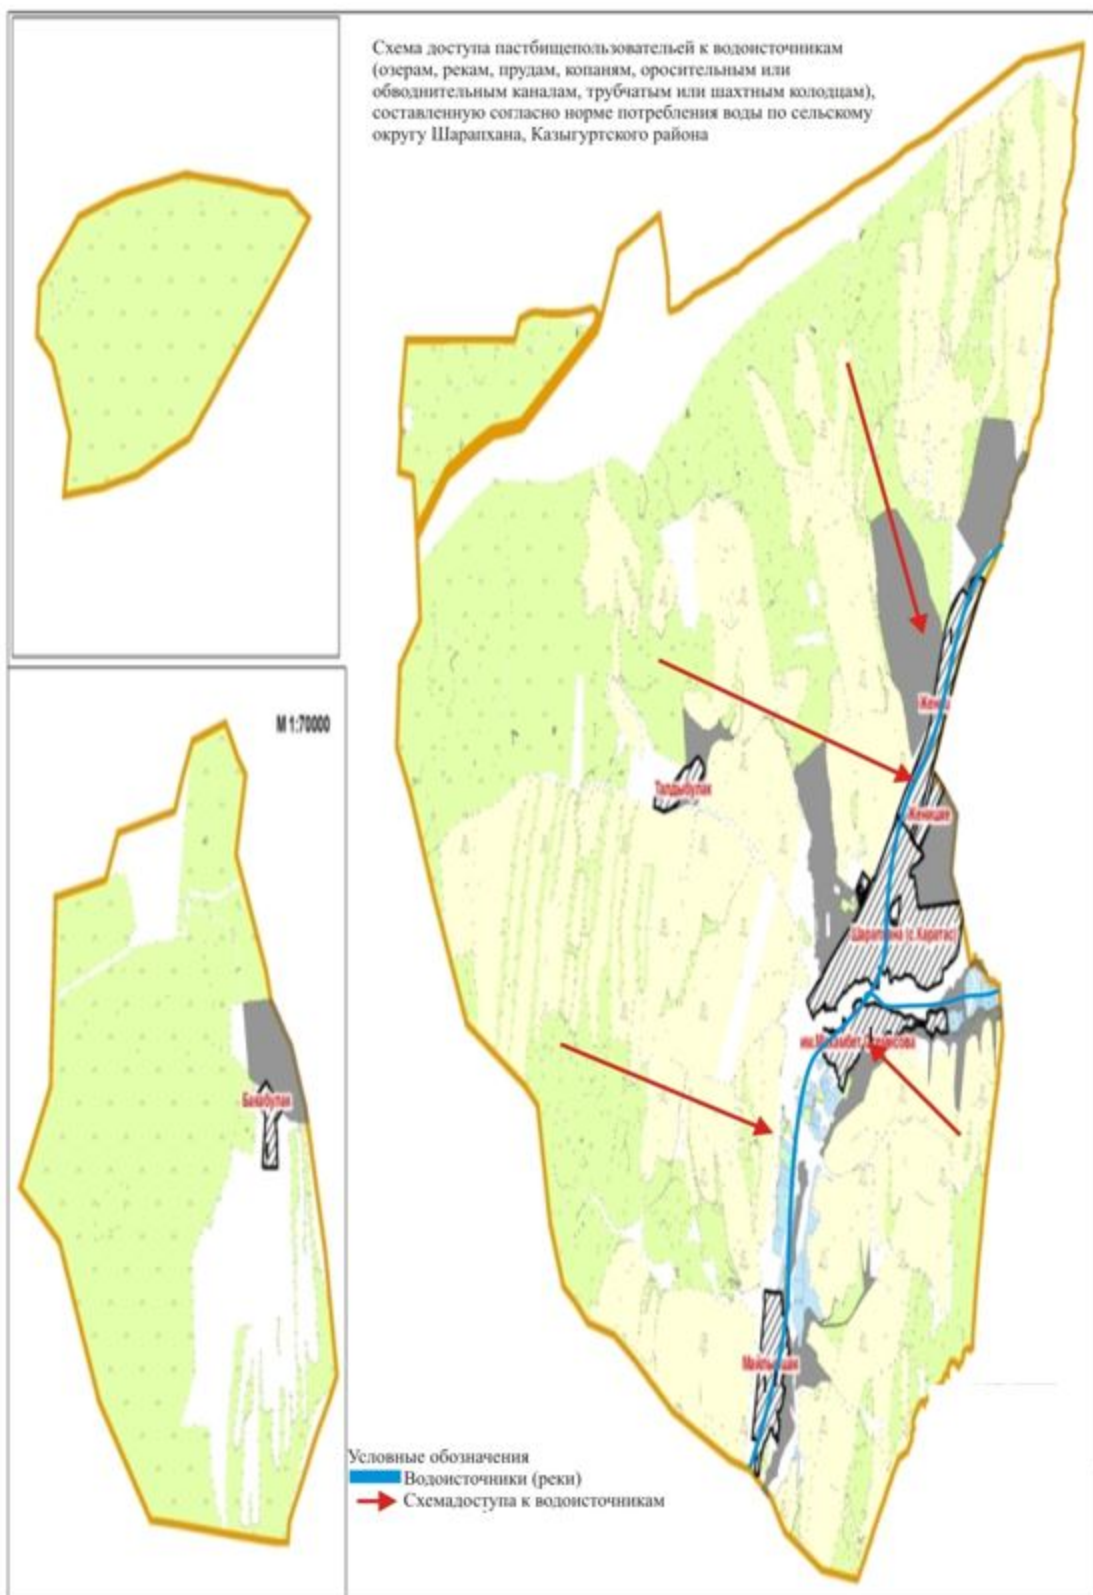 Схема доступа пастбищепользователей к водоисточникам
(озерам, рекам, прудам, копаням, оросительным или
обводнительным каналам, трубчатым или шахтным колодцам),
составленную согласно норме потребления воды по сельскому
округу Шарапхана, Казыгуртского района
М 1:70000
Талдыбулак
Женишке
(с.Каратас)
им.
Бакабулак
Условные обозначения
Водоисточники (реки)
Схемадоступа к водоисточникам